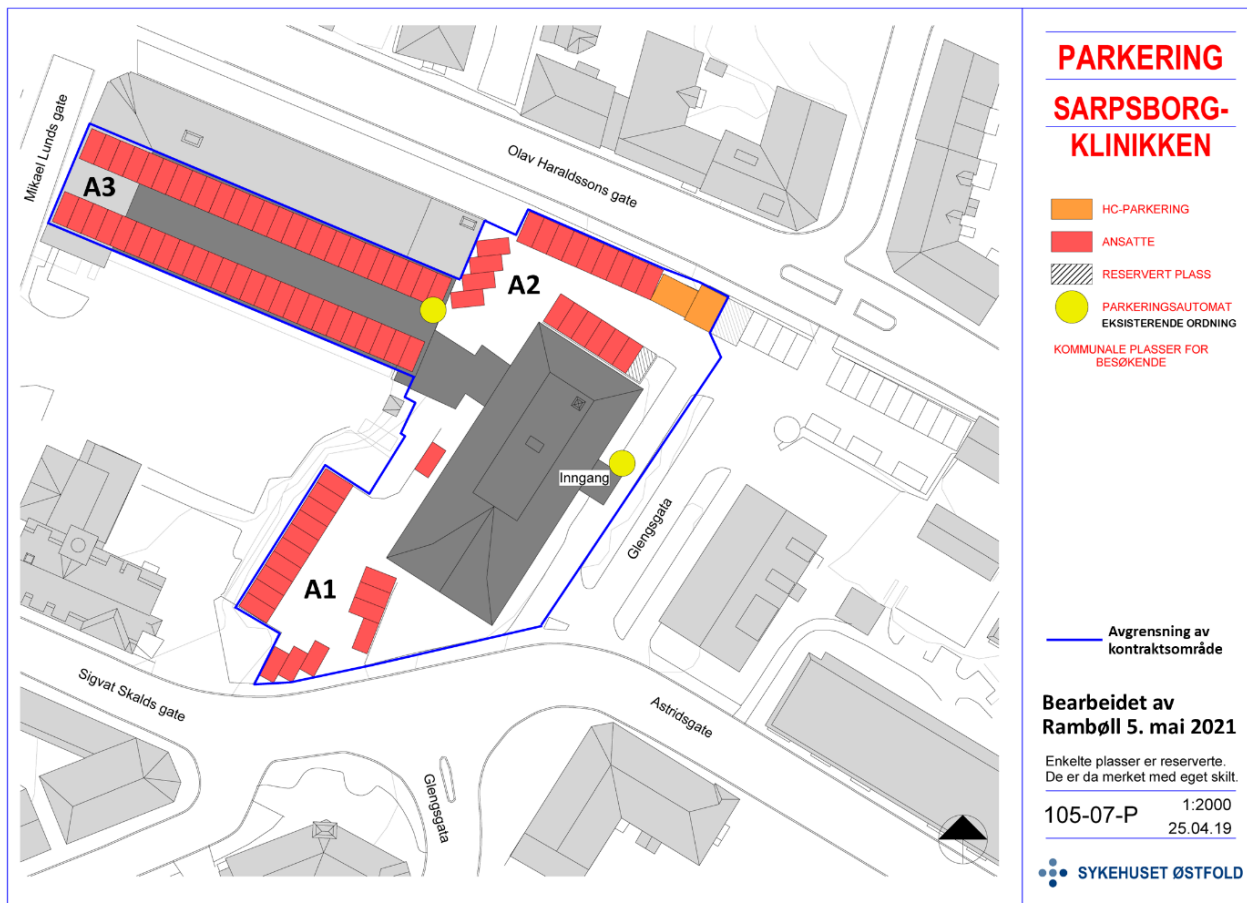 Mikael Lunds gate
Olav Haraldssons gate
A3
A2
Inngang
Glengsgata
A1
Sigvat Skalds gate
Astridsgate
Glengsgata
PARKERING
SARPSBORG-
KLINIKKEN
HC-PARKERING
ANSATTE
RESERVERT PLASS
PARKERINGSAUTOMAT
EKSISTERENDE ORDNING
KOMMUNALE PLASSER FOR
BESØKENDE
Avgrensning av
kontraktsområde
Bearbeidet av
Rambøll 5. mai 2021
Enkelte plasser er reserverte.
De er da merket med eget skilt.
105-07-P
1:2000
25.04.19
SYKEHUSET ØSTFOLD